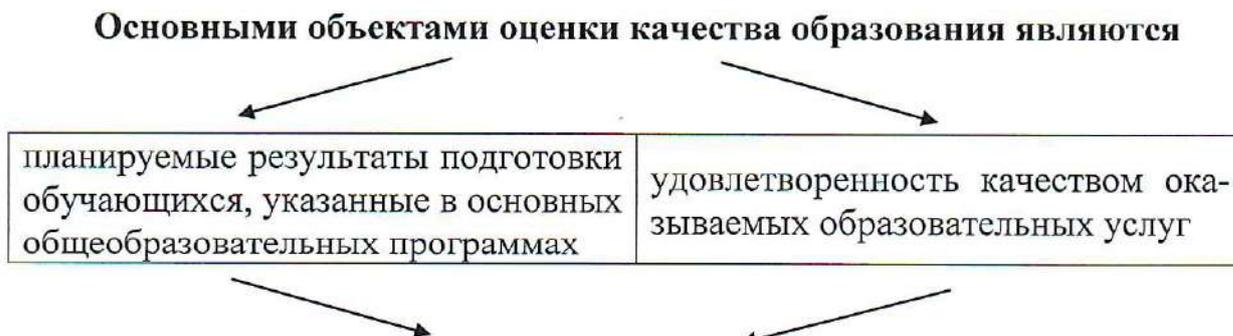 Основными объектами оценки качества образования являются
планируемые результаты подготовки
обучающихся, указанные в основных
общеобразовательных программах
удовлетворенность качеством ока-
зываемых образовательных услуг